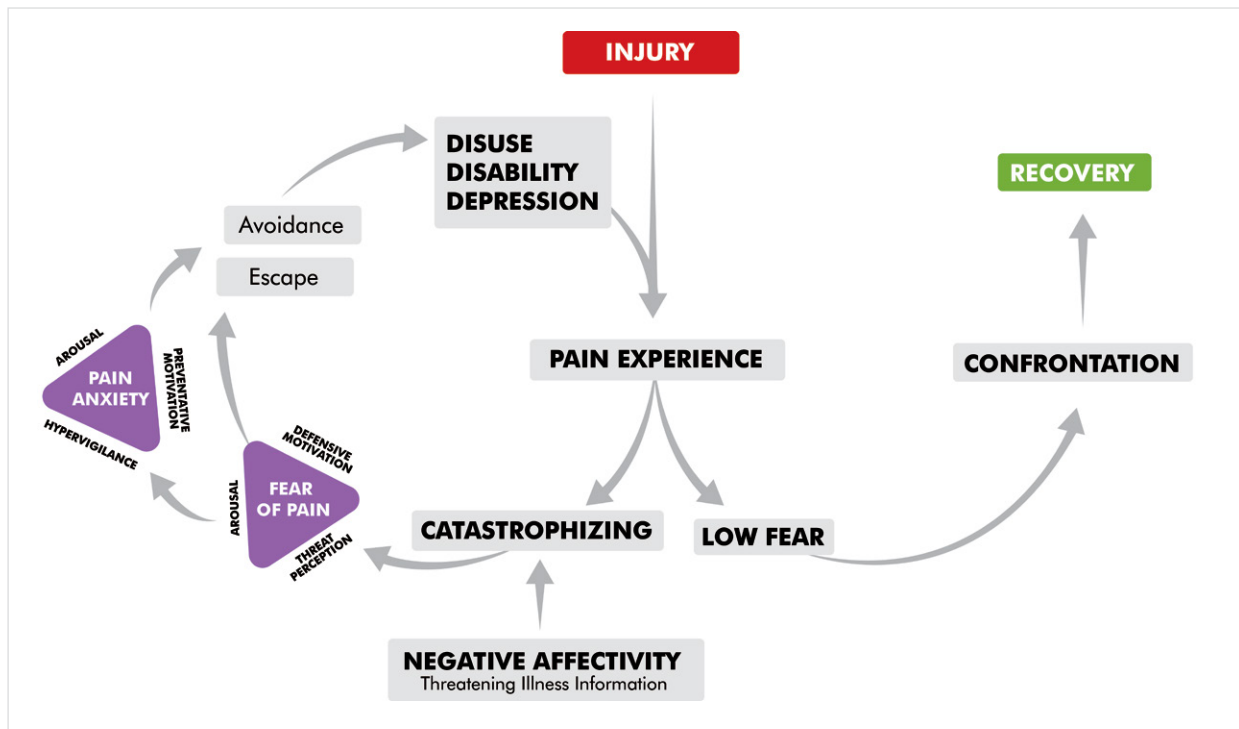 INJURY
DISUSE
DISABILITY
DEPRESSION
RECOVERY
Avoidance
Escape
PAIN EXPERIENCE
CONFRONTATION
AROUSAL
PREVENTATIVE
MOTIVATION
PAIN
ANXIETY
HYPERVIGILANCE
DEFENSIVE
MOTIVATION
AROUSAL
FEAR
OF PAIN
THREAT
PERCEPTION
CATASTROPHIZING
LOW FEAR
NEGATIVE AFFECTIVITY
Threatening Illness Information